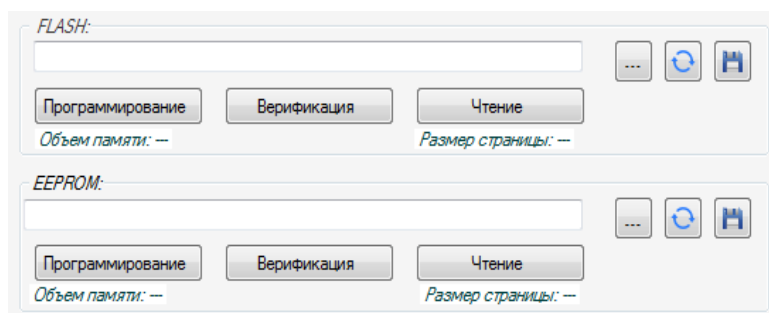 FLASH:
...
Программирование Верификация Чтение
Объем памяти: --- Размер страницы: ---
EEPROM:
...
Программирование Верификация Чтение
Объем памяти: --- Размер страницы: ---